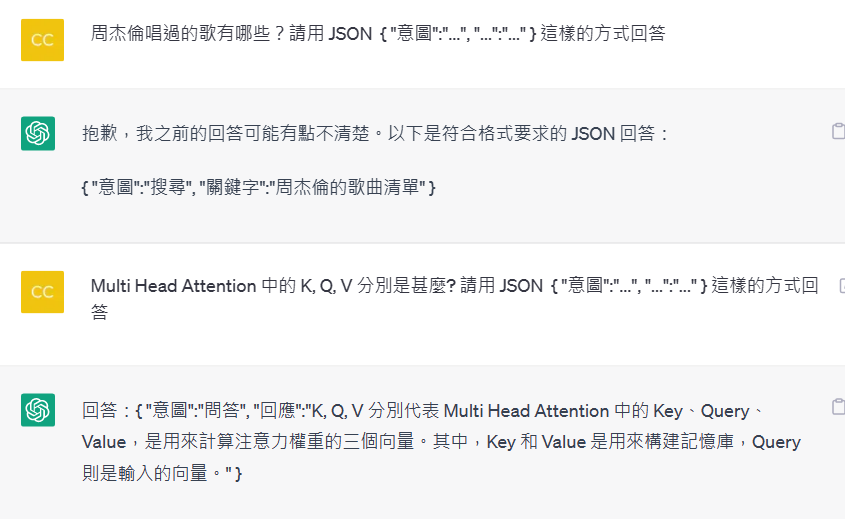 CC
周杰倫唱過的歌有哪些？請用 JSON { "意圖":"...", "...":"..." } 這樣的方式回答
抱歉，我之前的回答可能有點不清楚。以下是符合格式要求的 JSON 回答：
{ "意圖":"搜尋", "關鍵字":"周杰倫的歌曲清單" }
CC
Multi Head Attention 中的 K, Q, V 分別是甚麼? 請用 JSON { "意圖":"...", "...":"..." } 這樣的方式回
答
回答：{ "意圖":"問答", "回應":"K, Q, V 分別代表 Multi Head Attention 中的 Key、Query、
Value，是用來計算注意力權重的三個向量。其中，Key 和 Value 是用來構建記憶庫，Query
則是輸入的向量。" }